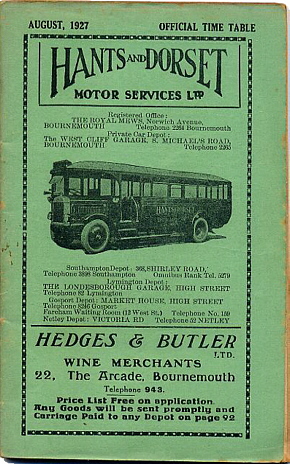 AUGUST, 1927 OFFICIAL TIME TABLE
HANTS AND DORSET
MOTOR SERVICES LTD
Registered Office:
THE ROYAL MEWS, Norwich Avenue,
BOURNEMOUTH Telephone 2264 Bournemouth
Private Car Depot:
The WEST CLIFF GARAGE, S. MICHAEL'S ROAD,
BOURNEMOUTH Telephone 2265
HANTS & DORSET
Southampton Depot: 368, SHIRLEY ROAD,
Telephone 3898 Southampton Omnibus Rank Tel. 5279
Lymington Depot:
THE LONDESBOROUGH GARAGE, HIGH STREET
Telephone 82 Lymington
Gosport Depot: MARKET HOUSE, HIGH STREET
Telephone 8246 Gosport
Fareham Waiting Room (12 West St.) Telephone No. 159
Netley Depot: VICTORIA RD Telephone 52 NETLEY
HEDGES & BUTLER
LTD.
WINE MERCHANTS
22, The Arcade, Bournemouth
Telephone 943.
Price List Free on application
Any Goods will be sent promptly and
Carriage Paid to any Depot on page 92